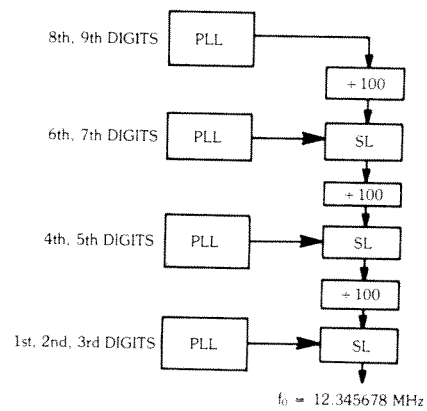 8th, 9th DIGITS
PLL
÷ 100
6th, 7th DIGITS
PLL
SL
÷ 100
4th, 5th DIGITS
PLL
SL
÷ 100
1st, 2nd, 3rd DIGITS
PLL
SL
f₀ = 12.345678 MHz